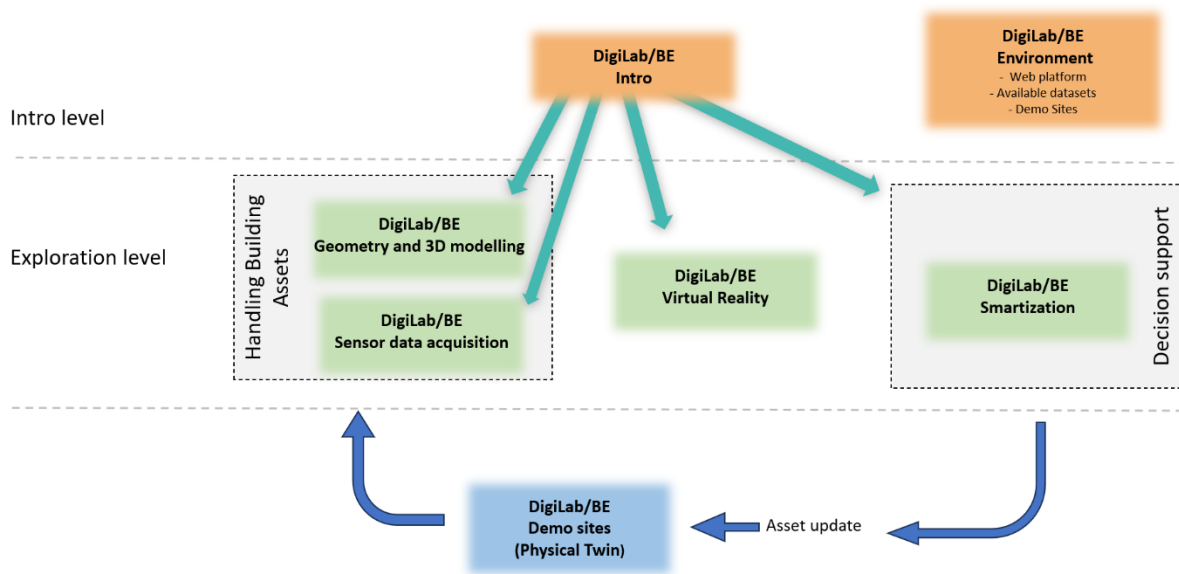 DigiLab/BE
Intro
DigiLab/BE
Environment
- Web platform
- Available datasets
- Demo Sites
Intro level
Exploration level
Handling Building
Assets
DigiLab/BE
Geometry and 3D modelling
DigiLab/BE
Sensor data acquisition
DigiLab/BE
Virtual Reality
DigiLab/BE
Smartization
Decision support
DigiLab/BE
Demo sites
(Physical Twin)
Asset update